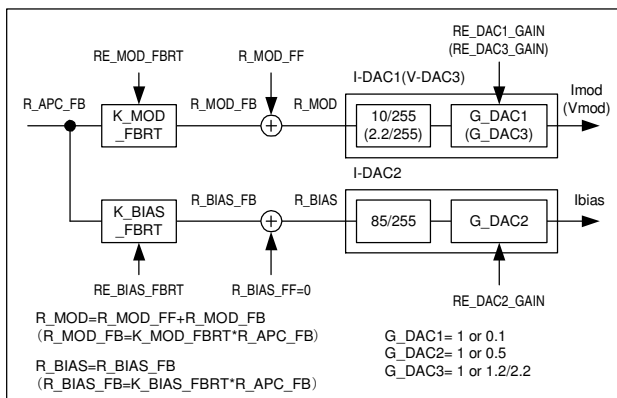 RE_DAC1_GAIN
(RE_DAC3_GAIN)
RE_MOD_FBRT
R_MOD_FF
I-DAC1(V-DAC3)
Imod
(Vmod)
R_APC_FB
K_MOD
_FBRT
R_MOD_FB
R_MOD
10/255
(2.2/255)
G_DAC1
(G_DAC3)
I-DAC2
K_BIAS
_FBRT
R_BIAS_FB
R_BIAS
85/255
G_DAC2
Ibias
RE_BIAS_FBRT
R_BIAS_FF=0
RE_DAC2_GAIN
R_MOD=R_MOD_FF+R_MOD_FB
(R_MOD_FB=K_MOD_FBRT*R_APC_FB)
R_BIAS=R_BIAS_FB
(R_BIAS_FB=K_BIAS_FBRT*R_APC_FB)
G_DAC1= 1 or 0.1
G_DAC2= 1 or 0.5
G_DAC3= 1 or 1.2/2.2